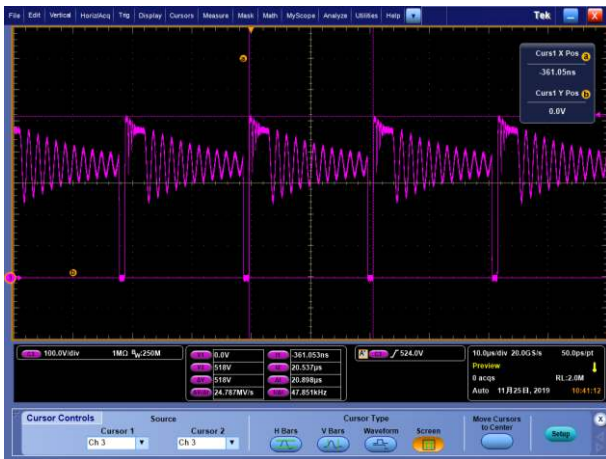 File Edit Vertical Horiz/Acq Trig Display Cursors Measure Mask Math MyScope Analyze Utilities Help Tek
Curs1 X Pos a
-361.05ns
Curs1 Y Pos b
0.0V
a
b
100.0V/div 1MΩ BW:250M
0.0V
518V
518V
24.787MV/s
-361.053ns
20.537μs
20.898μs
47.851kHz
524.0V
10.0μs/div 20.0GS/s 50.0ps/pt
Preview
0 acqs RL:2.0M
Auto 11月25日, 2019 10:41:12
Cursor Controls
Source
Cursor 1 Cursor 2
Ch 3 Ch 3
Cursor Type
H Bars V Bars Waveform Screen
Move Cursors
to Center
Setup
X